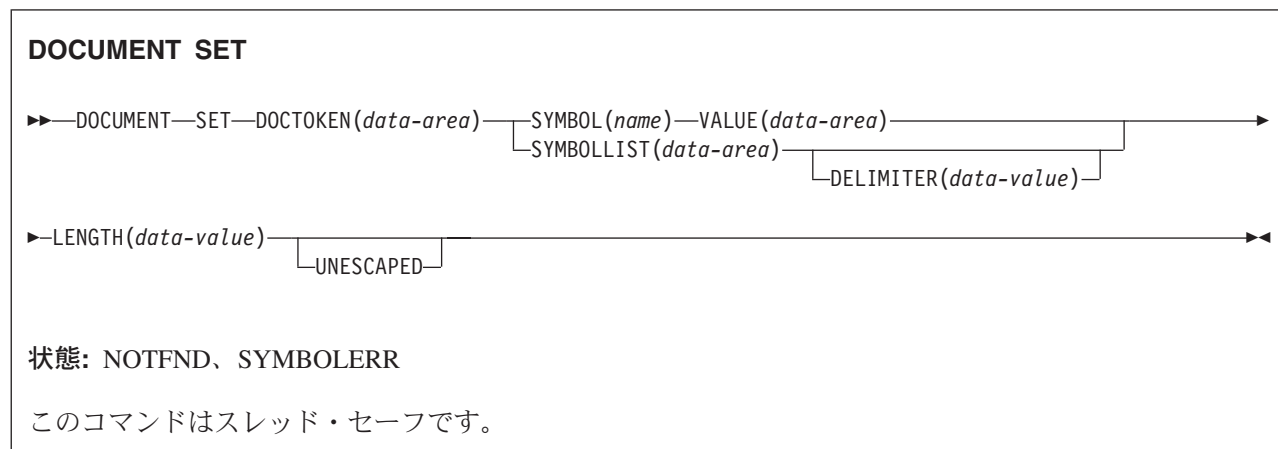 DOCUMENT SET
DOCUMENT SET DOCTOKEN(data-area) SYMBOL(name) VALUE(data-area)
SYMBOLLIST(data-area)
DELIMITER(data-value)
LENGTH(data-value)
UNESCAPED
状態: NOTFND、SYMBOLERR
このコマンドはスレッド・セーフです。